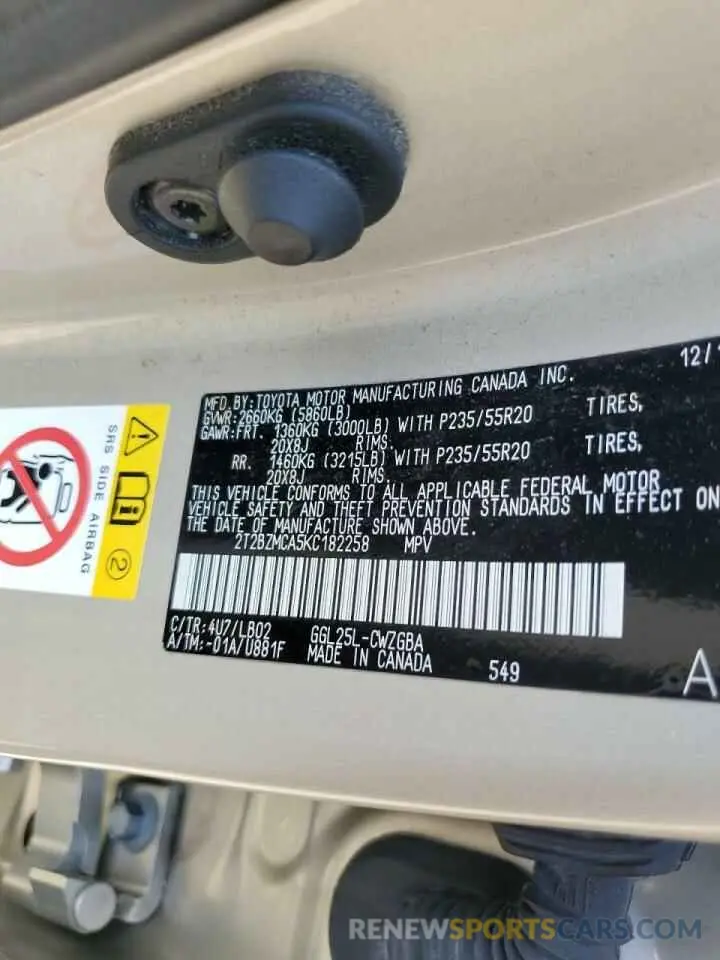 12/1
MFD.BY:TOYOTA MOTOR MANUFACTURING CANADA INC.
GVWR:2660KG (5860LB)
GAWR:FRT. 1360KG (3000LB) WITH P235/55R20 TIRES,
20X8J RIMS.
RR. 1460KG (3215LB) WITH P235/55R20 TIRES,
20X8J RIMS.
THIS VEHICLE CONFORMS TO ALL APPLICABLE FEDERAL MOTOR
VEHICLE SAFETY AND THEFT PREVENTION STANDARDS IN EFFECT ON
THE DATE OF MANUFACTURE SHOWN ABOVE.
2T2BZMCA5KC182258 MPV
C/TR:4U7/LB02 GGL25L-CWZGBA
A/TM:-01A/U881F MADE IN CANADA 549
A
SRS SIDE AIRBAG
2
RENEWSPORTSCARS.COM